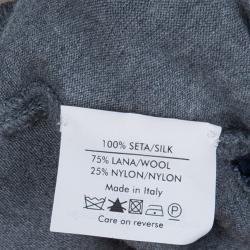 100% SETA/SILK
75% LANA/WOOL
25% NYLON/NYLON
Made in Italy
P
Care on reverse